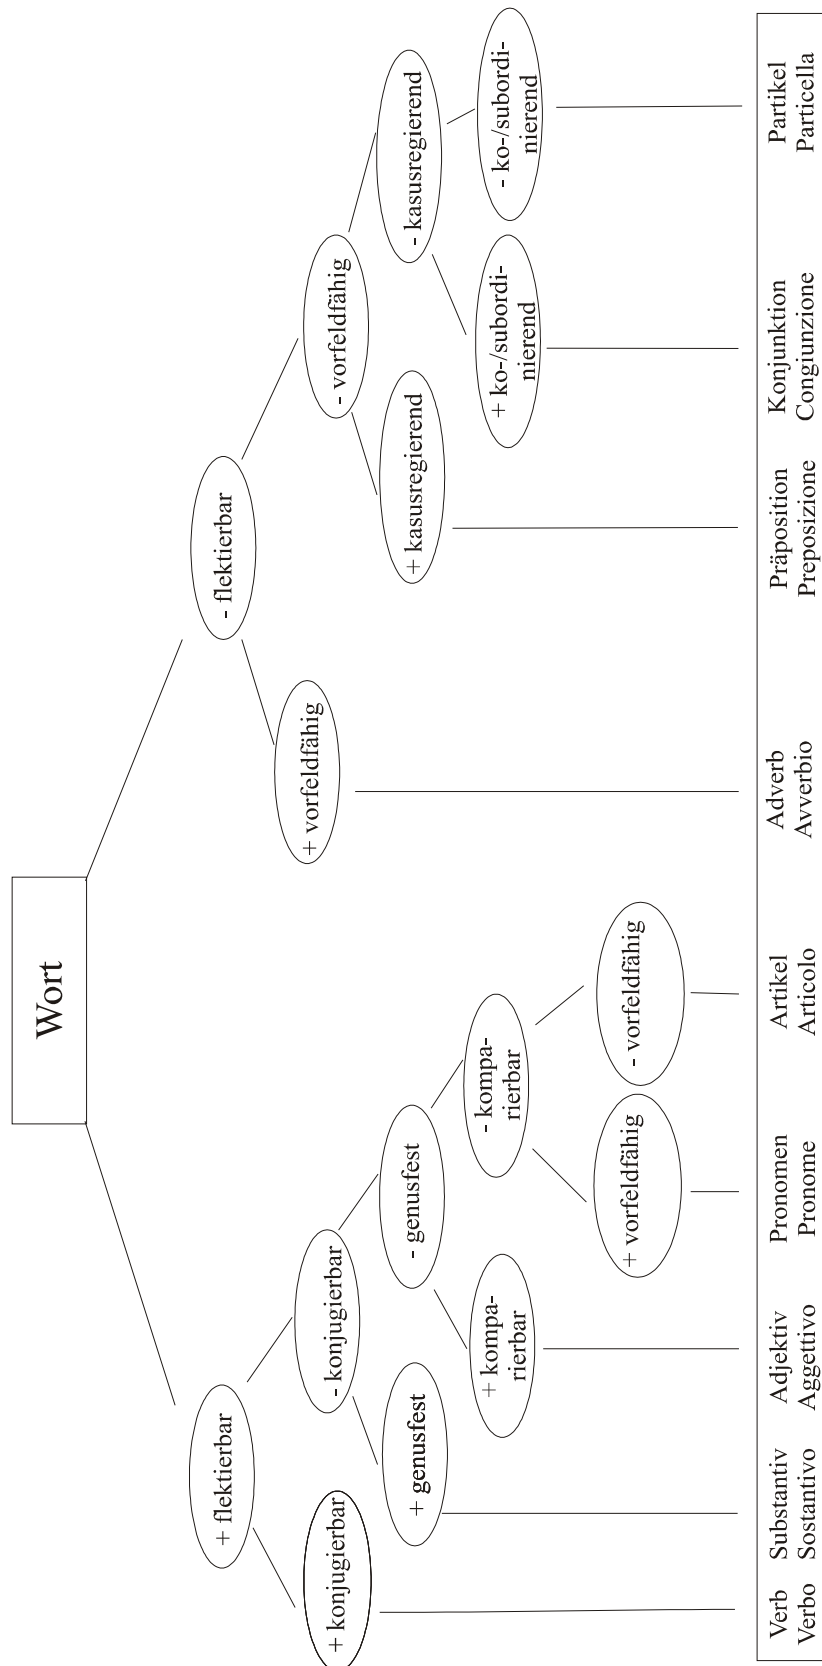 Wort
+ flektierbar
- flektierbar
+ konjugierbar
- konjugierbar
+ vorfeldfähig
- vorfeldfähig
+ genusfest
- genusfest
+ kasusregierend
- kasusregierend
+ kompa-
rierbar
- kompa-
rierbar
+ ko-/subordi-
nierend
- ko-/subordi-
nierend
+ vorfeldfähig
- vorfeldfähig
Verb
Verbo
Substantiv
Sostantivo
Adjektiv
Aggettivo
Pronomen
Pronome
Artikel
Articolo
Adverb
Avverbio
Präposition
Preposizione
Konjunktion
Congiunzione
Partikel
Particella